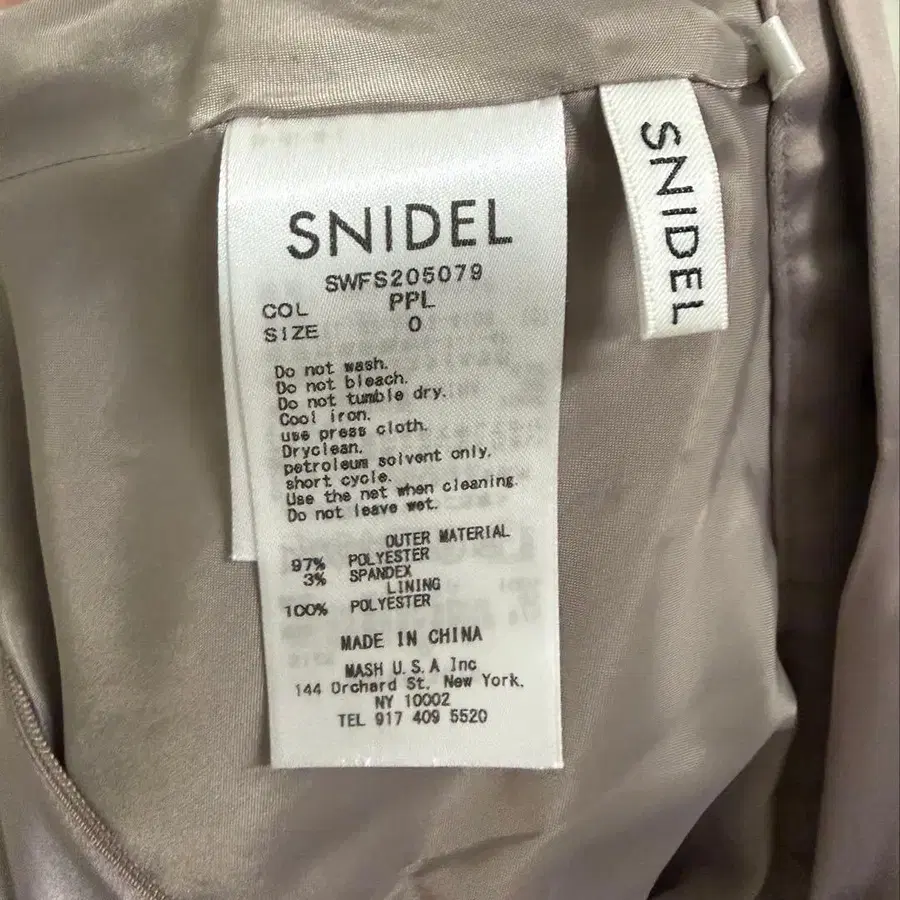 SNIDEL
SWFS205079
COL PPL
SIZE 0
Do not wash.
Do not bleach.
Do not tumble dry.
Cool iron.
use press cloth.
Dryclean.
petroleum solvent only.
short cycle.
Use the net when cleaning.
Do not leave wet.
OUTER MATERIAL
97% POLYESTER
3% SPANDEX
LINING
100% POLYESTER
MADE IN CHINA
MASH U.S.A Inc
144 Orchard St. New York.
NY 10002
TEL 917 409 5520
SNIDEL